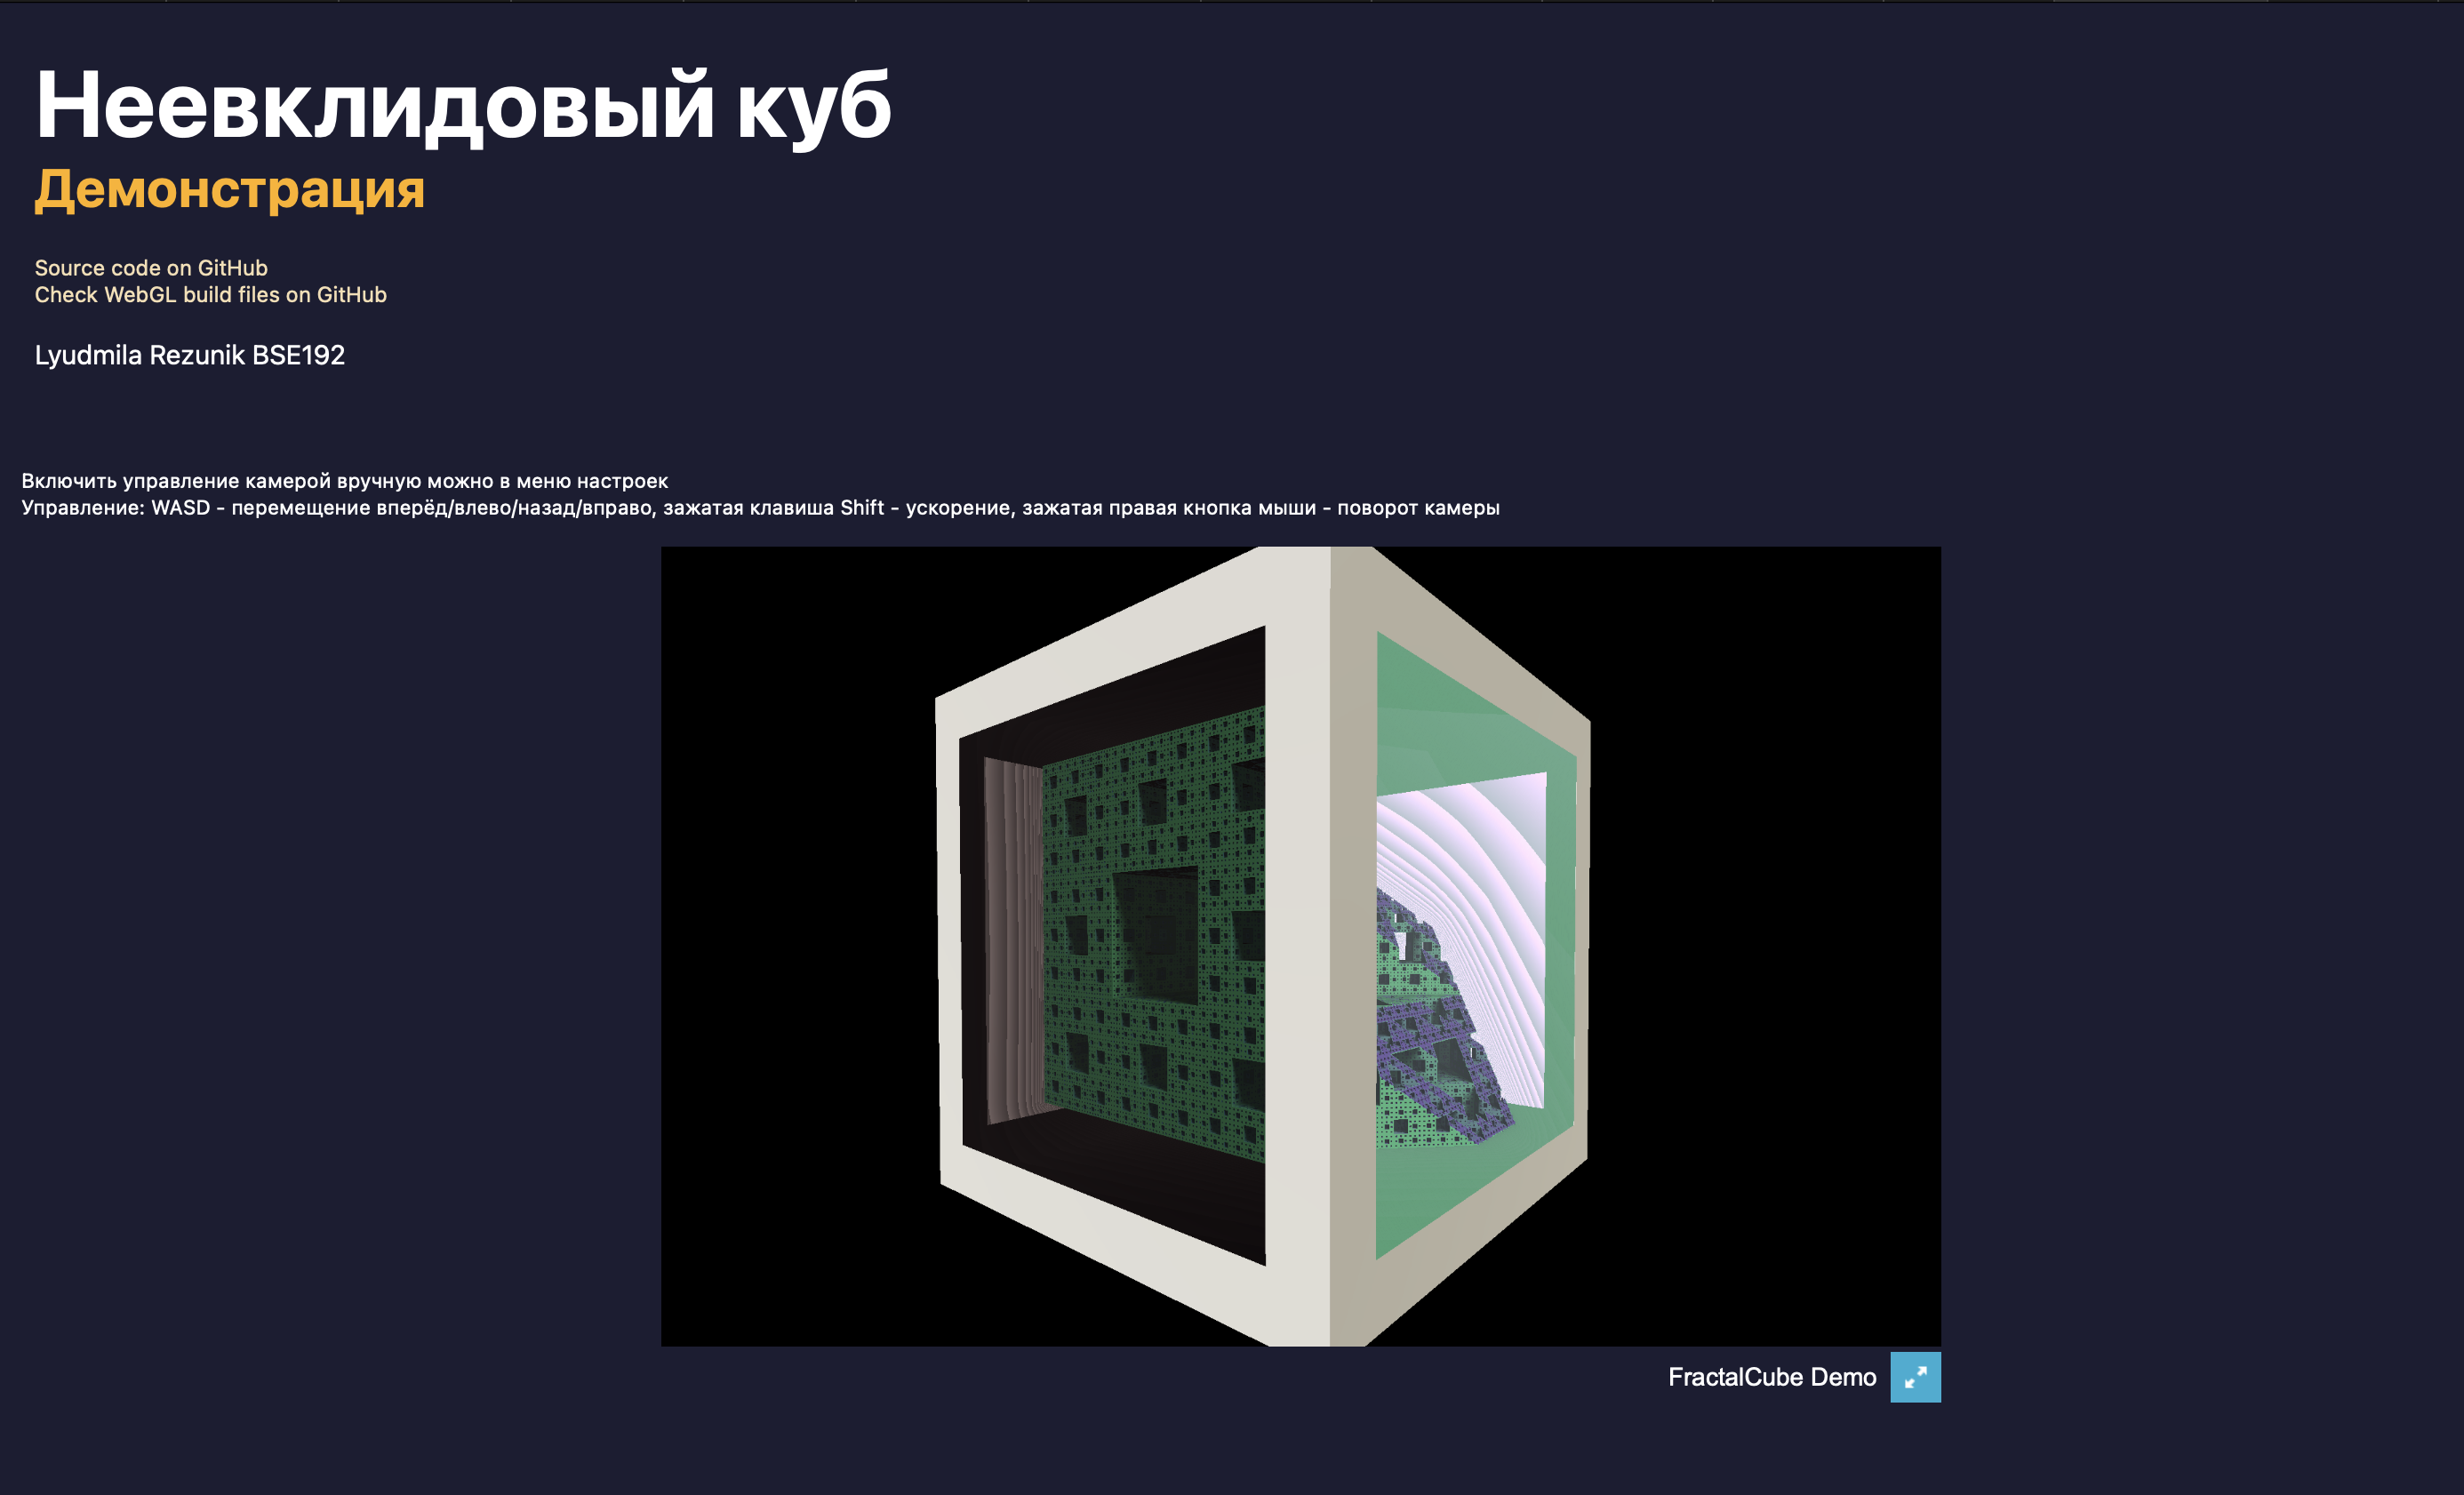 Неевклидовый куб
Демонстрация
Source code on GitHub
Check WebGL build files on GitHub
Lyudmila Rezunik BSE192
Включить управление камерой вручную можно в меню настроек
Управление: WASD - перемещение вперёд/влево/назад/вправо, зажатая клавиша Shift - ускорение, зажатая правая кнопка мыши - поворот камеры
FractalCube Demo